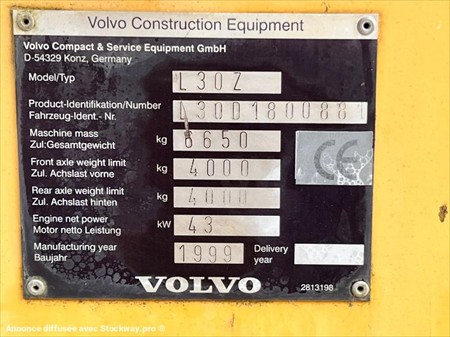 Volvo Construction Equipment
Volvo Compact & Service Equipment GmbH
D-54329 Konz, Germany
Model/Typ L30Z
Product-Identifikation/Number
Fahrzeug-Ident.- Nr. L30D1800881
Maschine mass
Zul:Gesamtgewicht kg 6650
Front axle weight limit
Zul. Achslast vorne kg 4000
Rear axle weight limit
Zul. Achslast hinten kg 4000
Engine net power
Motor netto Leistung kW 43
Manufacturing year
Baujahr 1999 Delivery
year
CE
VOLVO
2813198
Annonce diffusée avec Stockway.pro ®